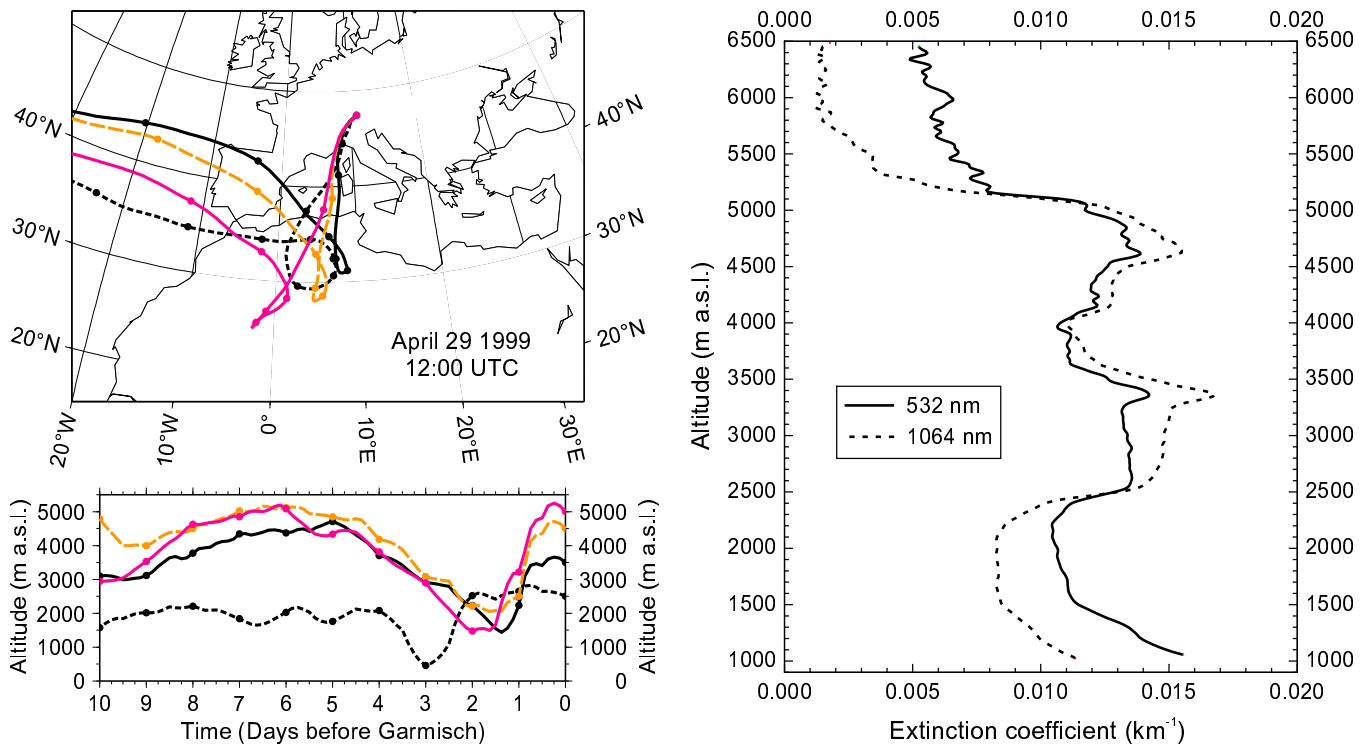 40°N
30°N
20°N
40°N
30°N
20°N
April 29 1999
12:00 UTC
20°W
10°W
0°
10°E
20°E
30°E
Altitude (m a.s.l.)
5000
4000
3000
2000
1000
0
5000
4000
3000
2000
1000
0
Altitude (m a.s.l.)
10 9 8 7 6 5 4 3 2 1 0
Time (Days before Garmisch)
0.000 0.005 0.010 0.015 0.020
Altitude (m a.s.l.)
6500
6000
5500
5000
4500
4000
3500
3000
2500
2000
1500
1000
6500
6000
5500
5000
4500
4000
3500
3000
2500
2000
1500
1000
532 nm
1064 nm
0.000 0.005 0.010 0.015 0.020
Extinction coefficient (km⁻¹)